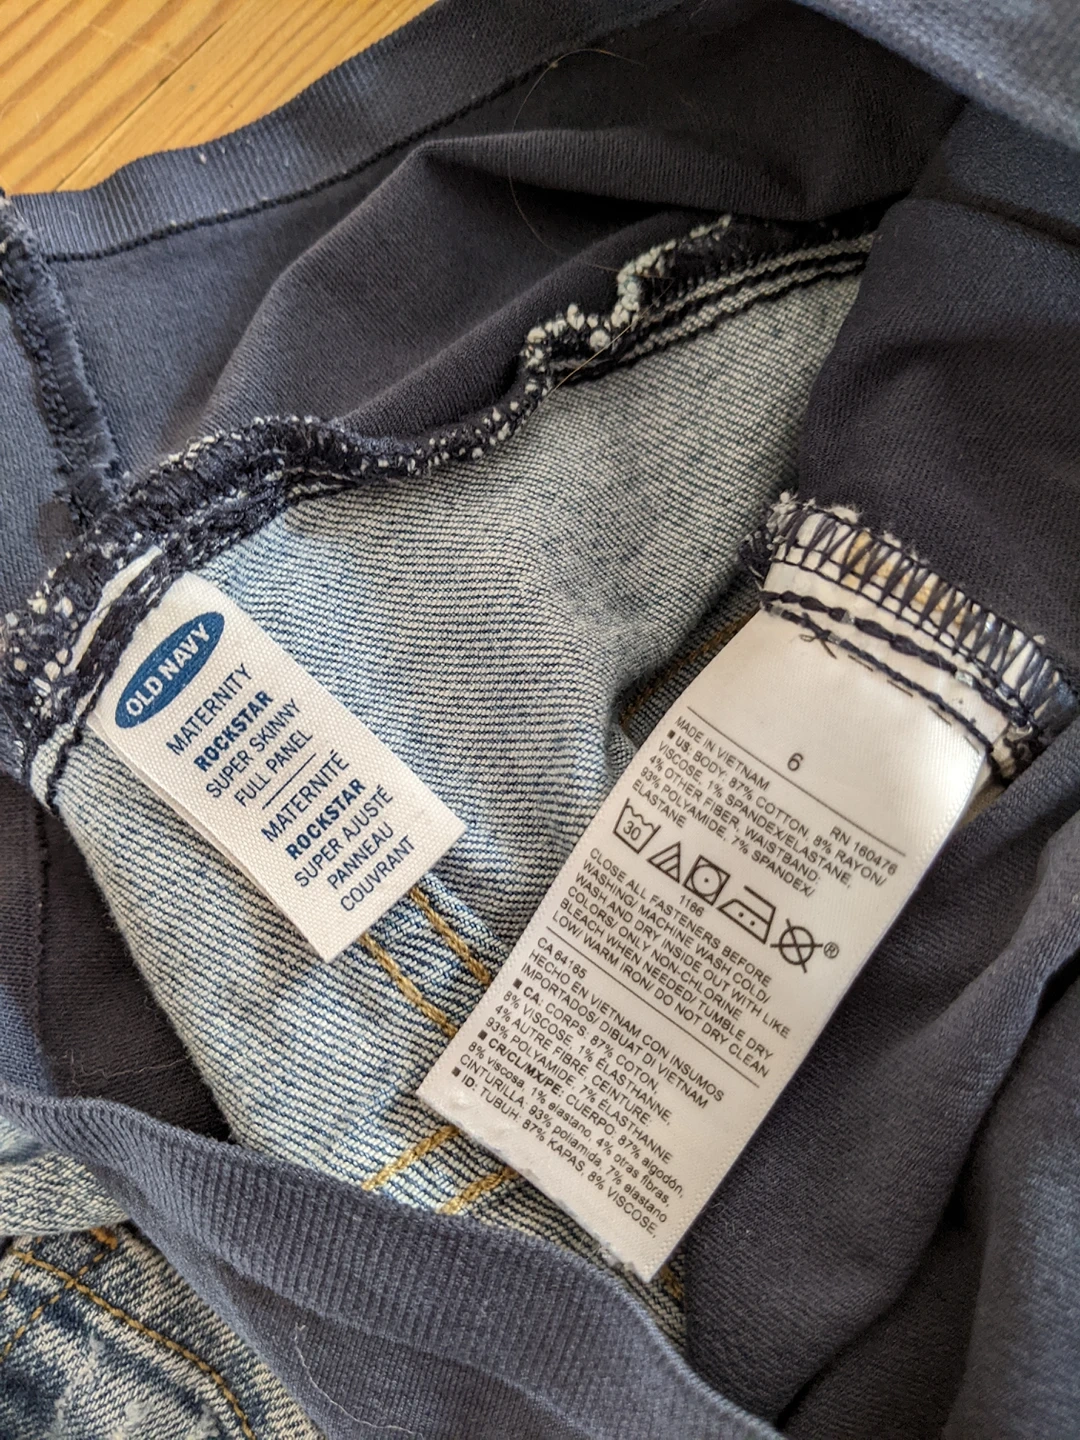 OLD NAVY
MATERNITY
ROCKSTAR
SUPER SKINNY
FULL PANEL
MATERNITÉ
ROCKSTAR
SUPER AJUSTÉ
PANNEAU
COUVRANT
6
MADE IN VIETNAM RN 160476
■ US: BODY: 87% COTTON, 8% RAYON/
VISCOSE, 1% SPANDEX/ELASTANE,
4% OTHER FIBER, WAISTBAND:
93% POLYAMIDE, 7% SPANDEX/
ELASTANE
30
1166
®
CLOSE ALL FASTENERS BEFORE
WASHING/ MACHINE WASH COLD/
WASH AND DRY INSIDE OUT WITH LIKE
COLORS/ ONLY NON-CHLORINE
BLEACH WHEN NEEDED/ TUMBLE DRY
LOW/ WARM IRON/ DO NOT DRY CLEAN
CA 64165
HECHO EN VIETNAM CON INSUMOS
IMPORTADOS/ DIBUAT DI VIETNAM
■ CA: CORPS, 87% COTON,
8% VISCOSE, 1% ÉLASTHANNE,
4% AUTRE FIBRE, CEINTURE:
93% POLYAMIDE, 7% ÉLASTHANNE
■ CR/CL/MX/PE: CUERPO, 87% algodón,
8% viscosa, 1% elastano, 4% otras fibras,
CINTURILLA: 93% poliamida, 7% elastano
■ ID: TUBUH: 87% KAPAS, 8% VISCOSE,